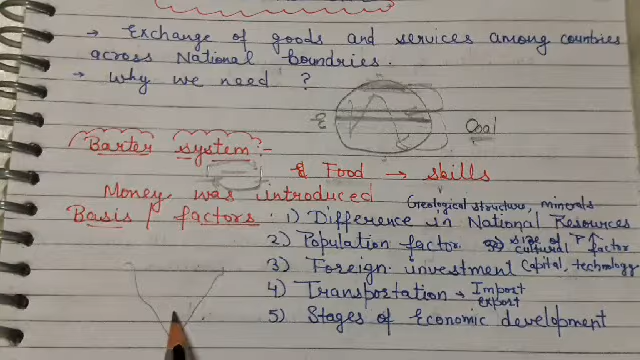 → Exchange of goods and services among countries
across National boundries.
→ Why we need ?
Coal
Barter system :-
Food → skills
Money was introduced
Geological structure, minerals
Basis / factors : 1) Difference in National Resources
2) Population factor size of P ↑
cultural factor
3) Foreign investment Capital, technology
4) Transportation → Import
export
5) Stages of Economic development